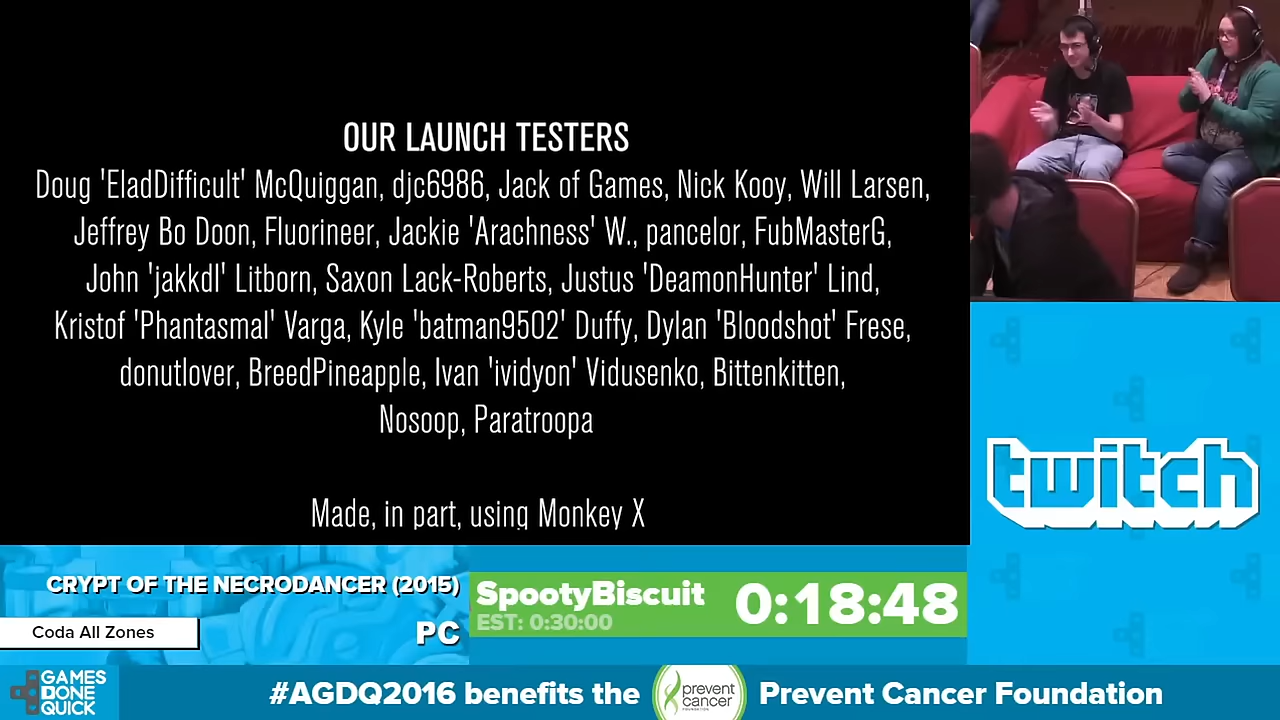 OUR LAUNCH TESTERS
Doug 'EladDifficult' McQuiggan, djc6986, Jack of Games, Nick Kooy, Will Larsen,
Jeffrey Bo Doon, Fluorineer, Jackie 'Arachness' W., pancelor, FubMasterG,
John 'jakkdl' Litborn, Saxon Lack-Roberts, Justus 'DeamonHunter' Lind,
Kristof 'Phantasmal' Varga, Kyle 'batman9502' Duffy, Dylan 'Bloodshot' Frese,
donutlover, BreedPineapple, Ivan 'ividyon' Vidusenko, Bittenkitten,
Nosoop, Paratroopa
Made, in part, using Monkey X
twitch
CRYPT OF THE NECRODANCER (2015)
Coda All Zones
PC
SpootyBiscuit
EST: 0:30:00
0:18:48
GAMES
DONE
QUICK
#AGDQ2016 benefits the
prevent
cancer
FOUNDATION
Prevent Cancer Foundation